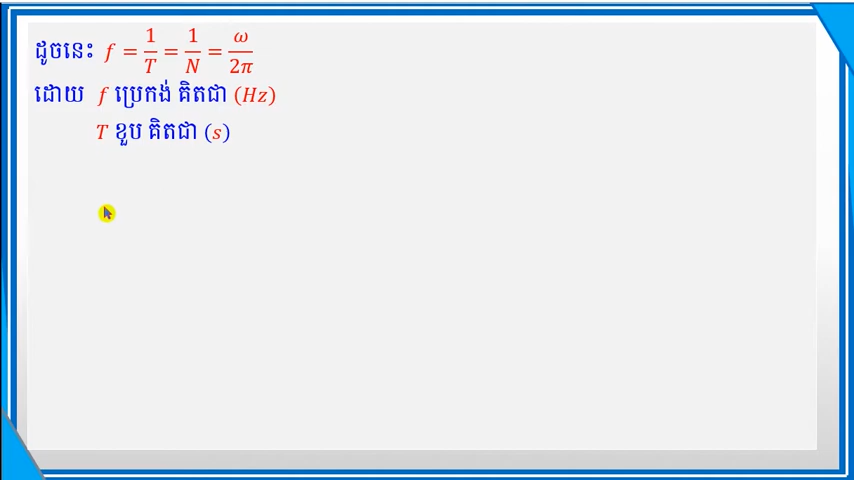 ដូចនេះ f = 1/T = 1/N = ω/2π
ដោយ f ប្រេកង់ គិតជា (Hz)
T ខួប គិតជា (s)